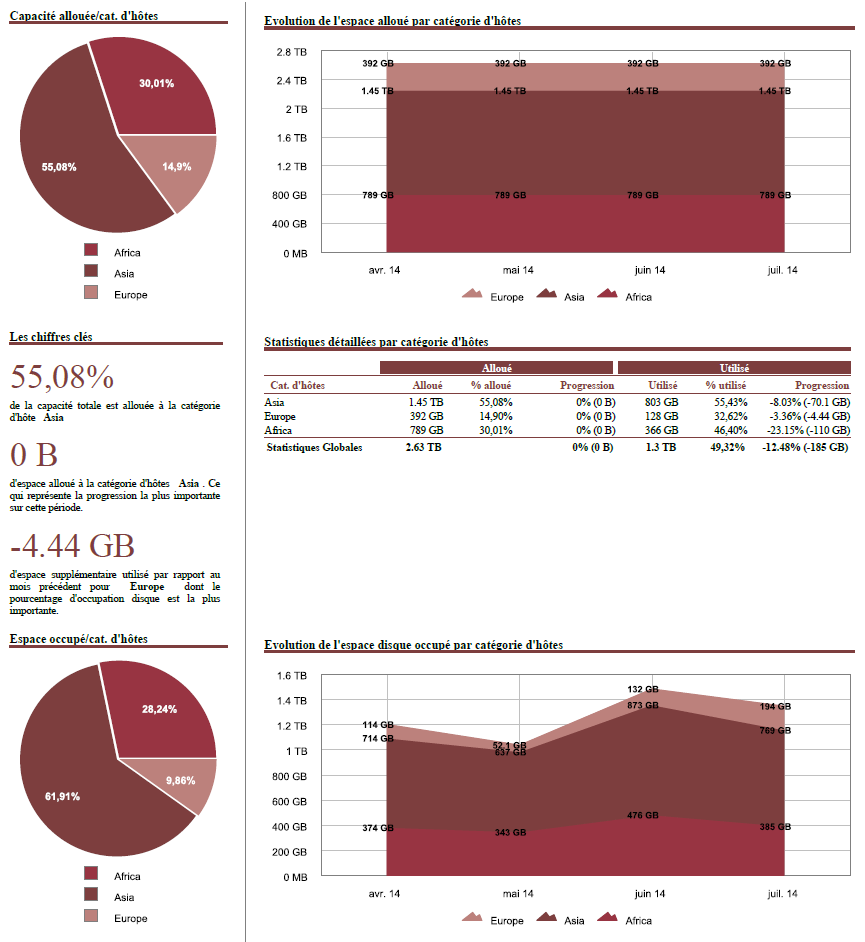 Capacité allouée/cat. d'hôtes
30,01%
55,08%
14,9%
Africa
Asia
Europe
Evolution de l'espace alloué par catégorie d'hôtes
2.8 TB
2.4 TB
2 TB
1.6 TB
1.2 TB
800 GB
400 GB
0 MB
392 GB 392 GB 392 GB 392 GB
1.45 TB 1.45 TB 1.45 TB 1.45 TB
789 GB 789 GB 789 GB 789 GB
avr. 14 mai 14 juin 14 juil. 14
Europe Asia Africa
Les chiffres clés
55,08%
de la capacité totale est allouée à la catégorie
d'hôte Asia
0 B
d'espace alloué à la catégorie d'hôtes Asia . Ce
qui représente la progression la plus importante
sur cette période.
-4.44 GB
d'espace supplémentaire utilisé par rapport au
mois précédent pour Europe dont le
pourcentage d'occupation disque est la plus
importante.
Statistiques détaillées par catégorie d'hôtes
Alloué Utilisé
Cat. d'hôtes Alloué % alloué Progression Utilisé % utilisé Progression
Asia 1.45 TB 55,08% 0% (0 B) 803 GB 55,43% -8.03% (-70.1 GB)
Europe 392 GB 14,90% 0% (0 B) 128 GB 32,62% -3.36% (-4.44 GB)
Africa 789 GB 30,01% 0% (0 B) 366 GB 46,40% -23.15% (-110 GB)
Statistiques Globales 2.63 TB 0% (0 B) 1.3 TB 49,32% -12.48% (-185 GB)
Espace occupé/cat. d'hôtes
28,24%
61,91%
9,86%
Africa
Asia
Europe
Evolution de l'espace disque occupé par catégorie d'hôtes
1.6 TB
1.4 TB
1.2 TB
1 TB
800 GB
600 GB
400 GB
200 GB
0 MB
114 GB 52.1 GB 132 GB 194 GB
714 GB 637 GB 873 GB 769 GB
374 GB 343 GB 476 GB 385 GB
avr. 14 mai 14 juin 14 juil. 14
Europe Asia Africa